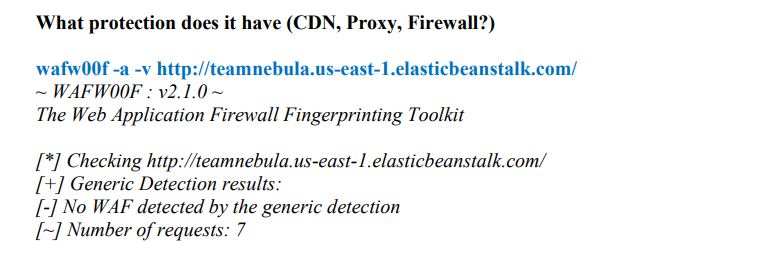 What protection does it have (CDN, Proxy, Firewall?)
wafw00f -a -v http://teamnebula.us-east-1.elasticbeanstalk.com/
~ WAFW00F : v2.1.0 ~
The Web Application Firewall Fingerprinting Toolkit
[*] Checking http://teamnebula.us-east-1.elasticbeanstalk.com/
[+] Generic Detection results:
[-] No WAF detected by the generic detection
[~] Number of requests: 7